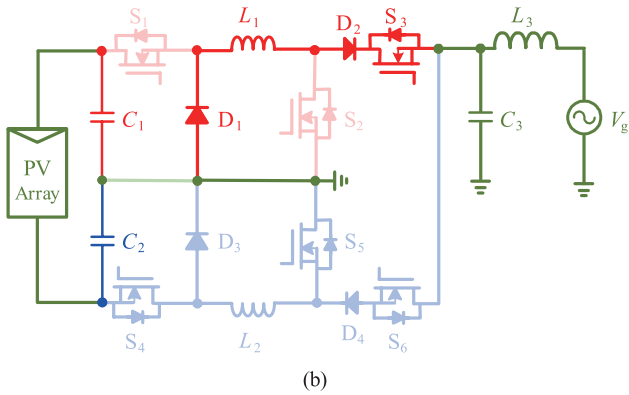 S1 L1 D2 S3 L3
C1 D1 S2 C3 Vg
PV
Array
C2 D3 S5
S4 L2 D4 S6
(b)